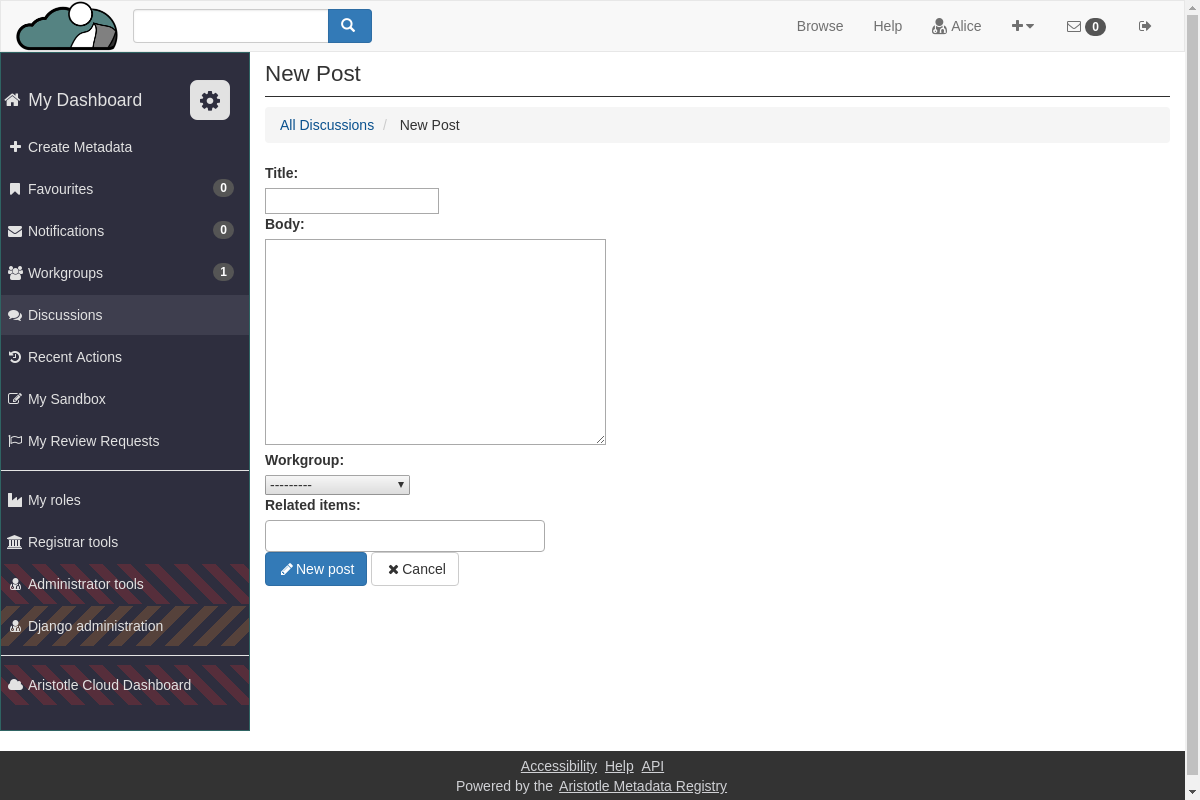 Browse Help Alice 0
My Dashboard
Create Metadata
Favourites 0
Notifications 0
Workgroups 1
Discussions
Recent Actions
My Sandbox
My Review Requests
My roles
Registrar tools
Administrator tools
Django administration
Aristotle Cloud Dashboard
New Post
All Discussions / New Post
Title:
Body:
Workgroup:
---------
Related items:
New post Cancel
Accessibility Help API
Powered by the Aristotle Metadata Registry